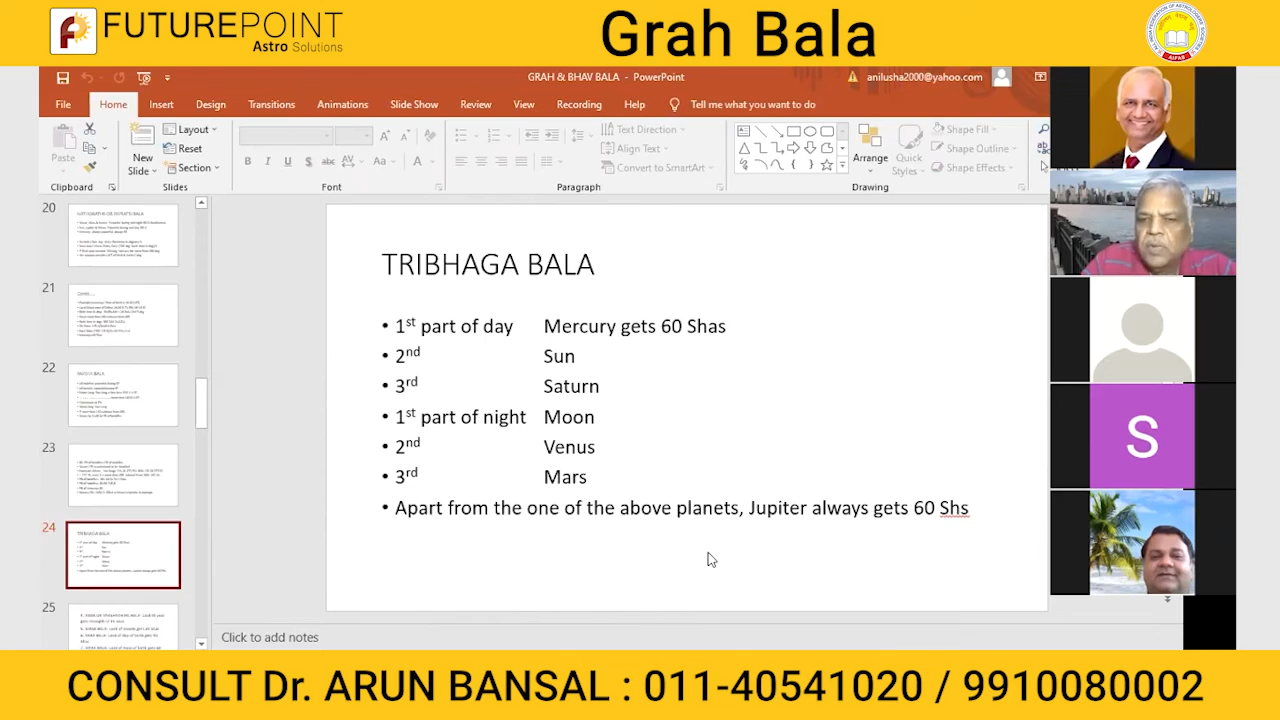 FUTUREPOINT
Astro Solutions
Grah Bala
GRAH & BHAV BALA - PowerPoint
anilusha2000@yahoo.com
File Home Insert Design Transitions Animations Slide Show Review View Recording Help Tell me what you want to do
Paste
New Slide
Layout
Reset
Section
B I U S abc AV Aa A
Text Direction
Align Text
Convert to SmartArt
Arrange
Quick Styles
Shape Fill
Shape Outline
Shape Effects
Clipboard Slides Font Paragraph Drawing
20
21
22
23
24
25
TRIBHAGA BALA
• 1st part of day Mercury gets 60 Shas
• 2nd Sun
• 3rd Saturn
• 1st part of night Moon
• 2nd Venus
• 3rd Mars
• Apart from the one of the above planets, Jupiter always gets 60 Shs
S
Click to add notes
CONSULT Dr. ARUN BANSAL : 011-40541020 / 9910080002